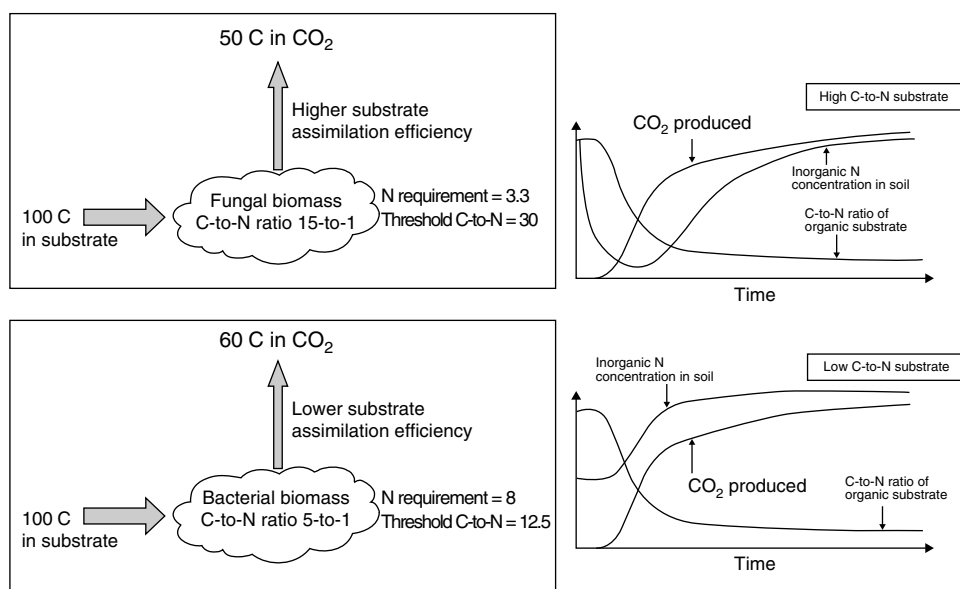 50 C in CO2
Higher substrate
assimilation efficiency
100 C
in substrate
Fungal biomass
C-to-N ratio 15-to-1
N requirement = 3.3
Threshold C-to-N = 30
High C-to-N substrate
CO2 produced
Inorganic N
concentration in soil
C-to-N ratio of
organic substrate
Time
60 C in CO2
Lower substrate
assimilation efficiency
100 C
in substrate
Bacterial biomass
C-to-N ratio 5-to-1
N requirement = 8
Threshold C-to-N = 12.5
Low C-to-N substrate
Inorganic N
concentration in soil
CO2 produced
C-to-N ratio of
organic substrate
Time